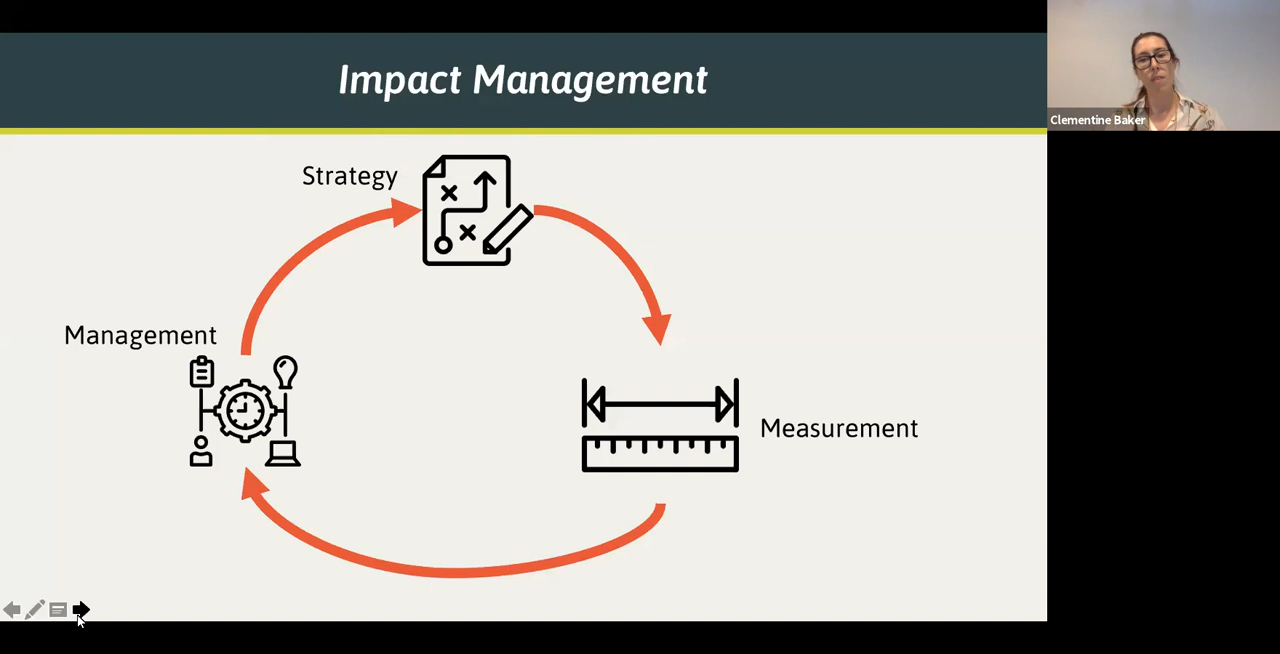 Impact Management
Clementine Baker
Strategy
Management
Measurement